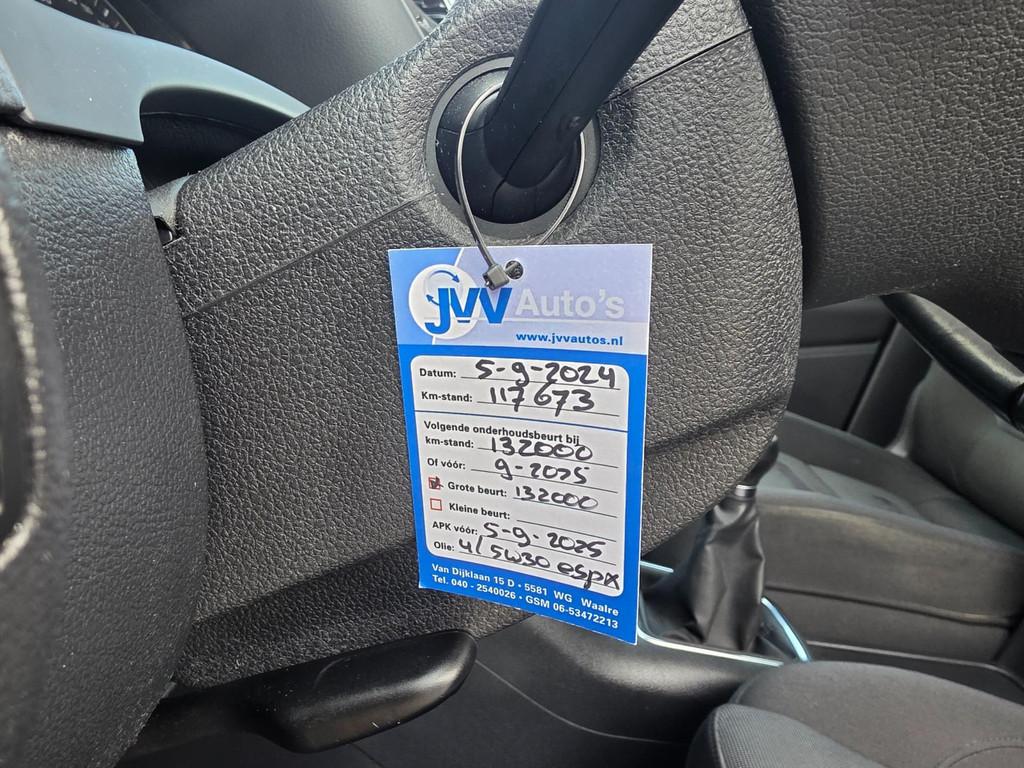 JVV Auto's
www.jvvautos.nl
Datum: 5-9-2024
Km-stand: 117673
Volgende onderhoudsbeurt bij
km-stand: 132000
Of vóór: 9-2025
Grote beurt: 132000
Kleine beurt:
APK vóór: 5-9-2025
Olie: 4/5W30
Van Dijklaan 15 D • 5581 WG Waalre
Tel. 040 - 2540026 • GSM 06-53472213